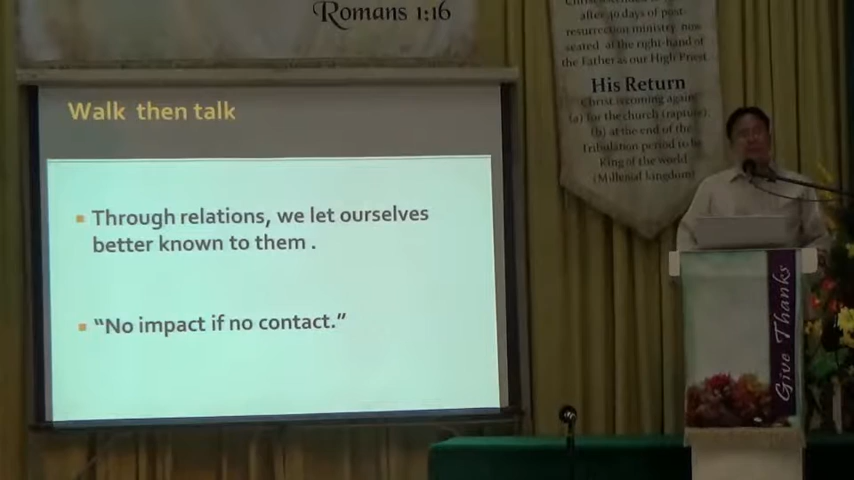 Romans 1:16
Walk then talk
Through relations, we let ourselves
better known to them .
“No impact if no contact.”
after 40 days of post-
resurrection ministry
seated at the right-hand of
the Father as our High Priest
His Return
Christ is coming again
(a) for the church (rapture)
(b) at the end of the
Tribulation period to be
King of the world
(Millenial kingdom)
Give Thanks